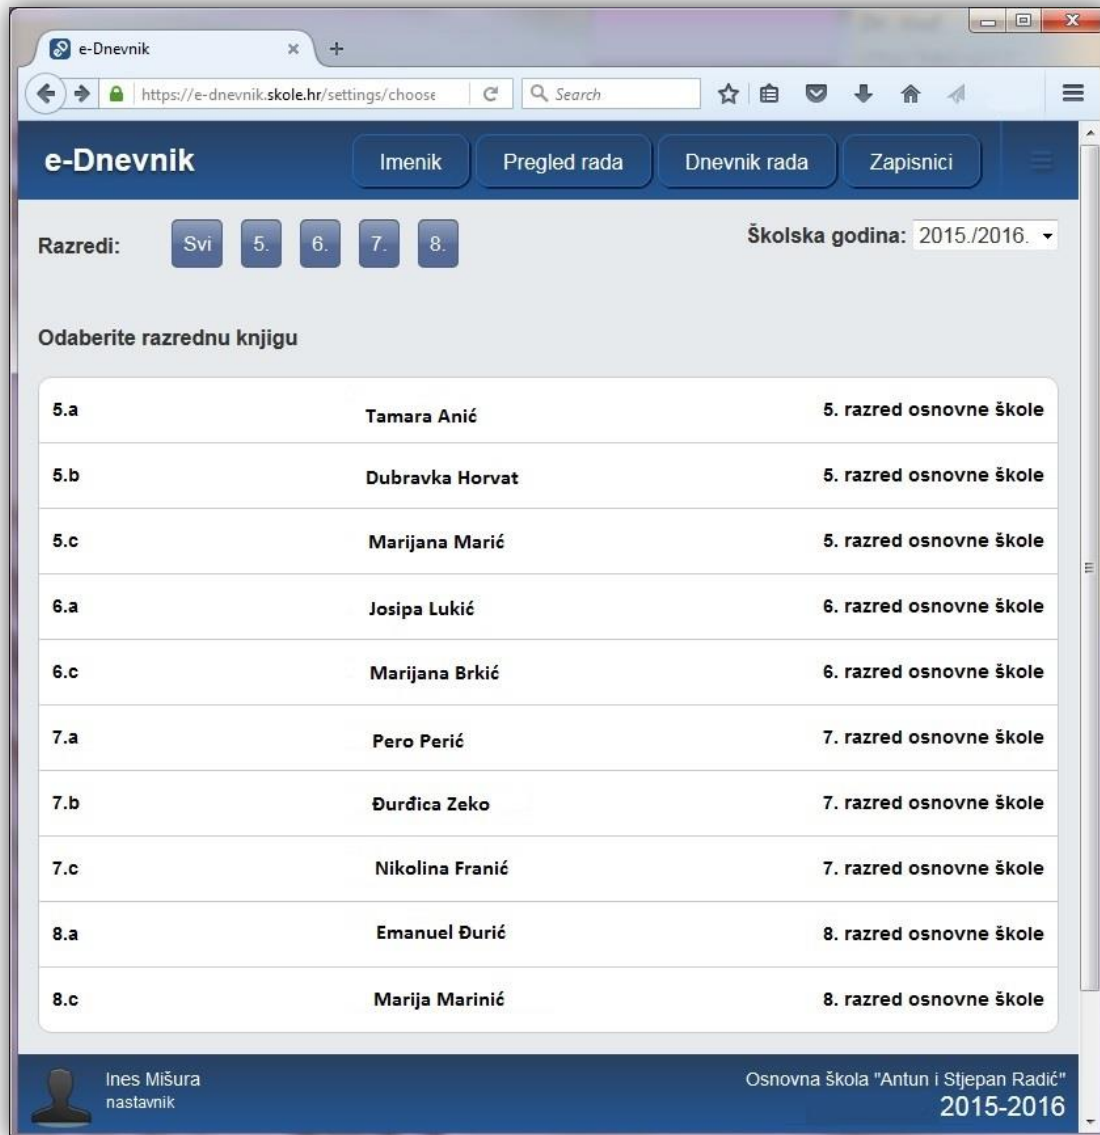 e-Dnevnik
https://e-dnevnik.skole.hr/settings/choose
Search
e-Dnevnik Imenik Pregled rada Dnevnik rada Zapisnici
Razredi: Svi 5. 6. 7. 8. Školska godina: 2015./2016.
Odaberite razrednu knjigu
5.a Tamara Anić 5. razred osnovne škole
5.b Dubravka Horvat 5. razred osnovne škole
5.c Marijana Marić 5. razred osnovne škole
6.a Josipa Lukić 6. razred osnovne škole
6.c Marijana Brkić 6. razred osnovne škole
7.a Pero Perić 7. razred osnovne škole
7.b Đurđica Zeko 7. razred osnovne škole
7.c Nikolina Franić 7. razred osnovne škole
8.a Emanuel Đurić 8. razred osnovne škole
8.c Marija Marinić 8. razred osnovne škole
Ines Mišura Osnovna škola "Antun i Stjepan Radić"
nastavnik 2015-2016